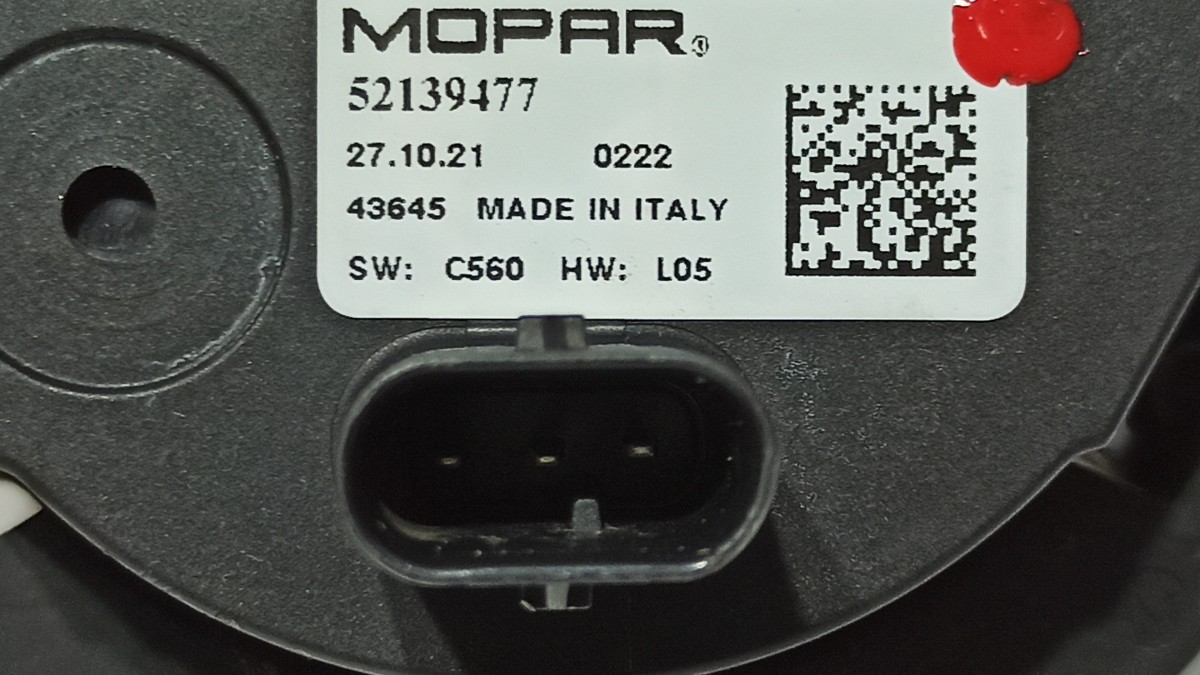 MOPAR®
52139477
27.10.21 0222
43645 MADE IN ITALY
SW: C560 HW: L05